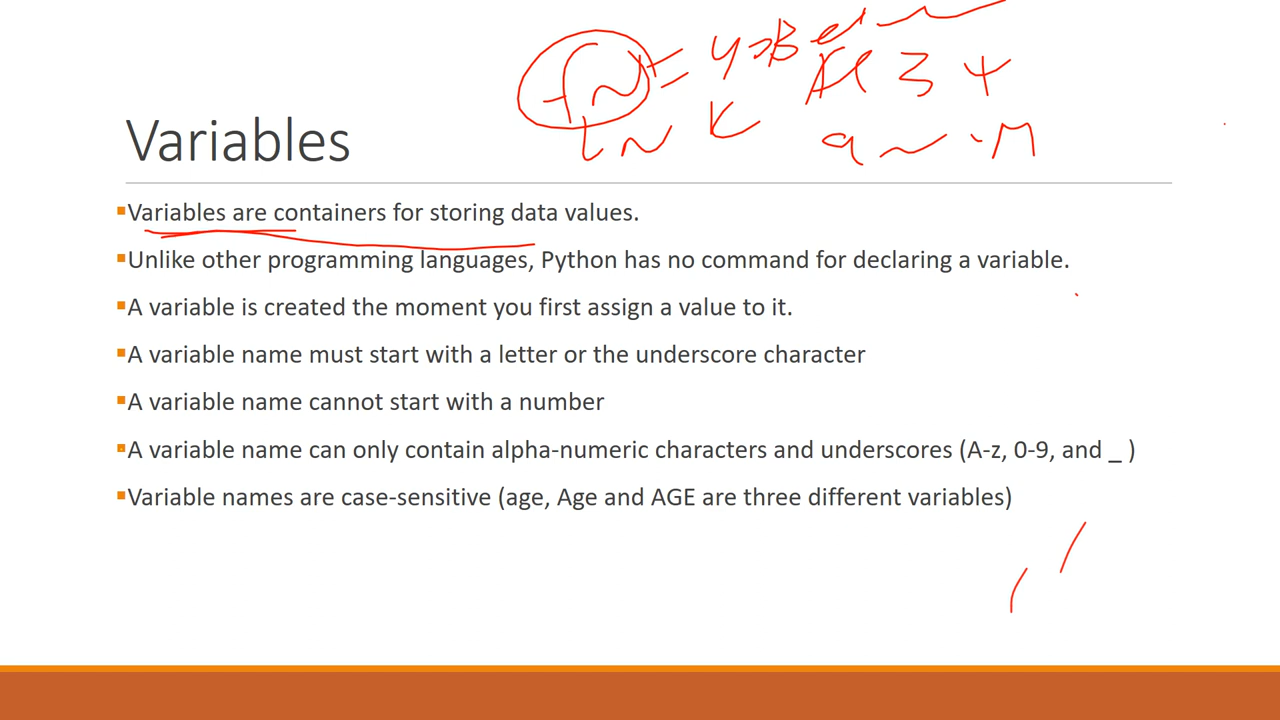 Variables
Variables are containers for storing data values.
Unlike other programming languages, Python has no command for declaring a variable.
A variable is created the moment you first assign a value to it.
A variable name must start with a letter or the underscore character
A variable name cannot start with a number
A variable name can only contain alpha-numeric characters and underscores (A-z, 0-9, and _ )
Variable names are case-sensitive (age, Age and AGE are three different variables)